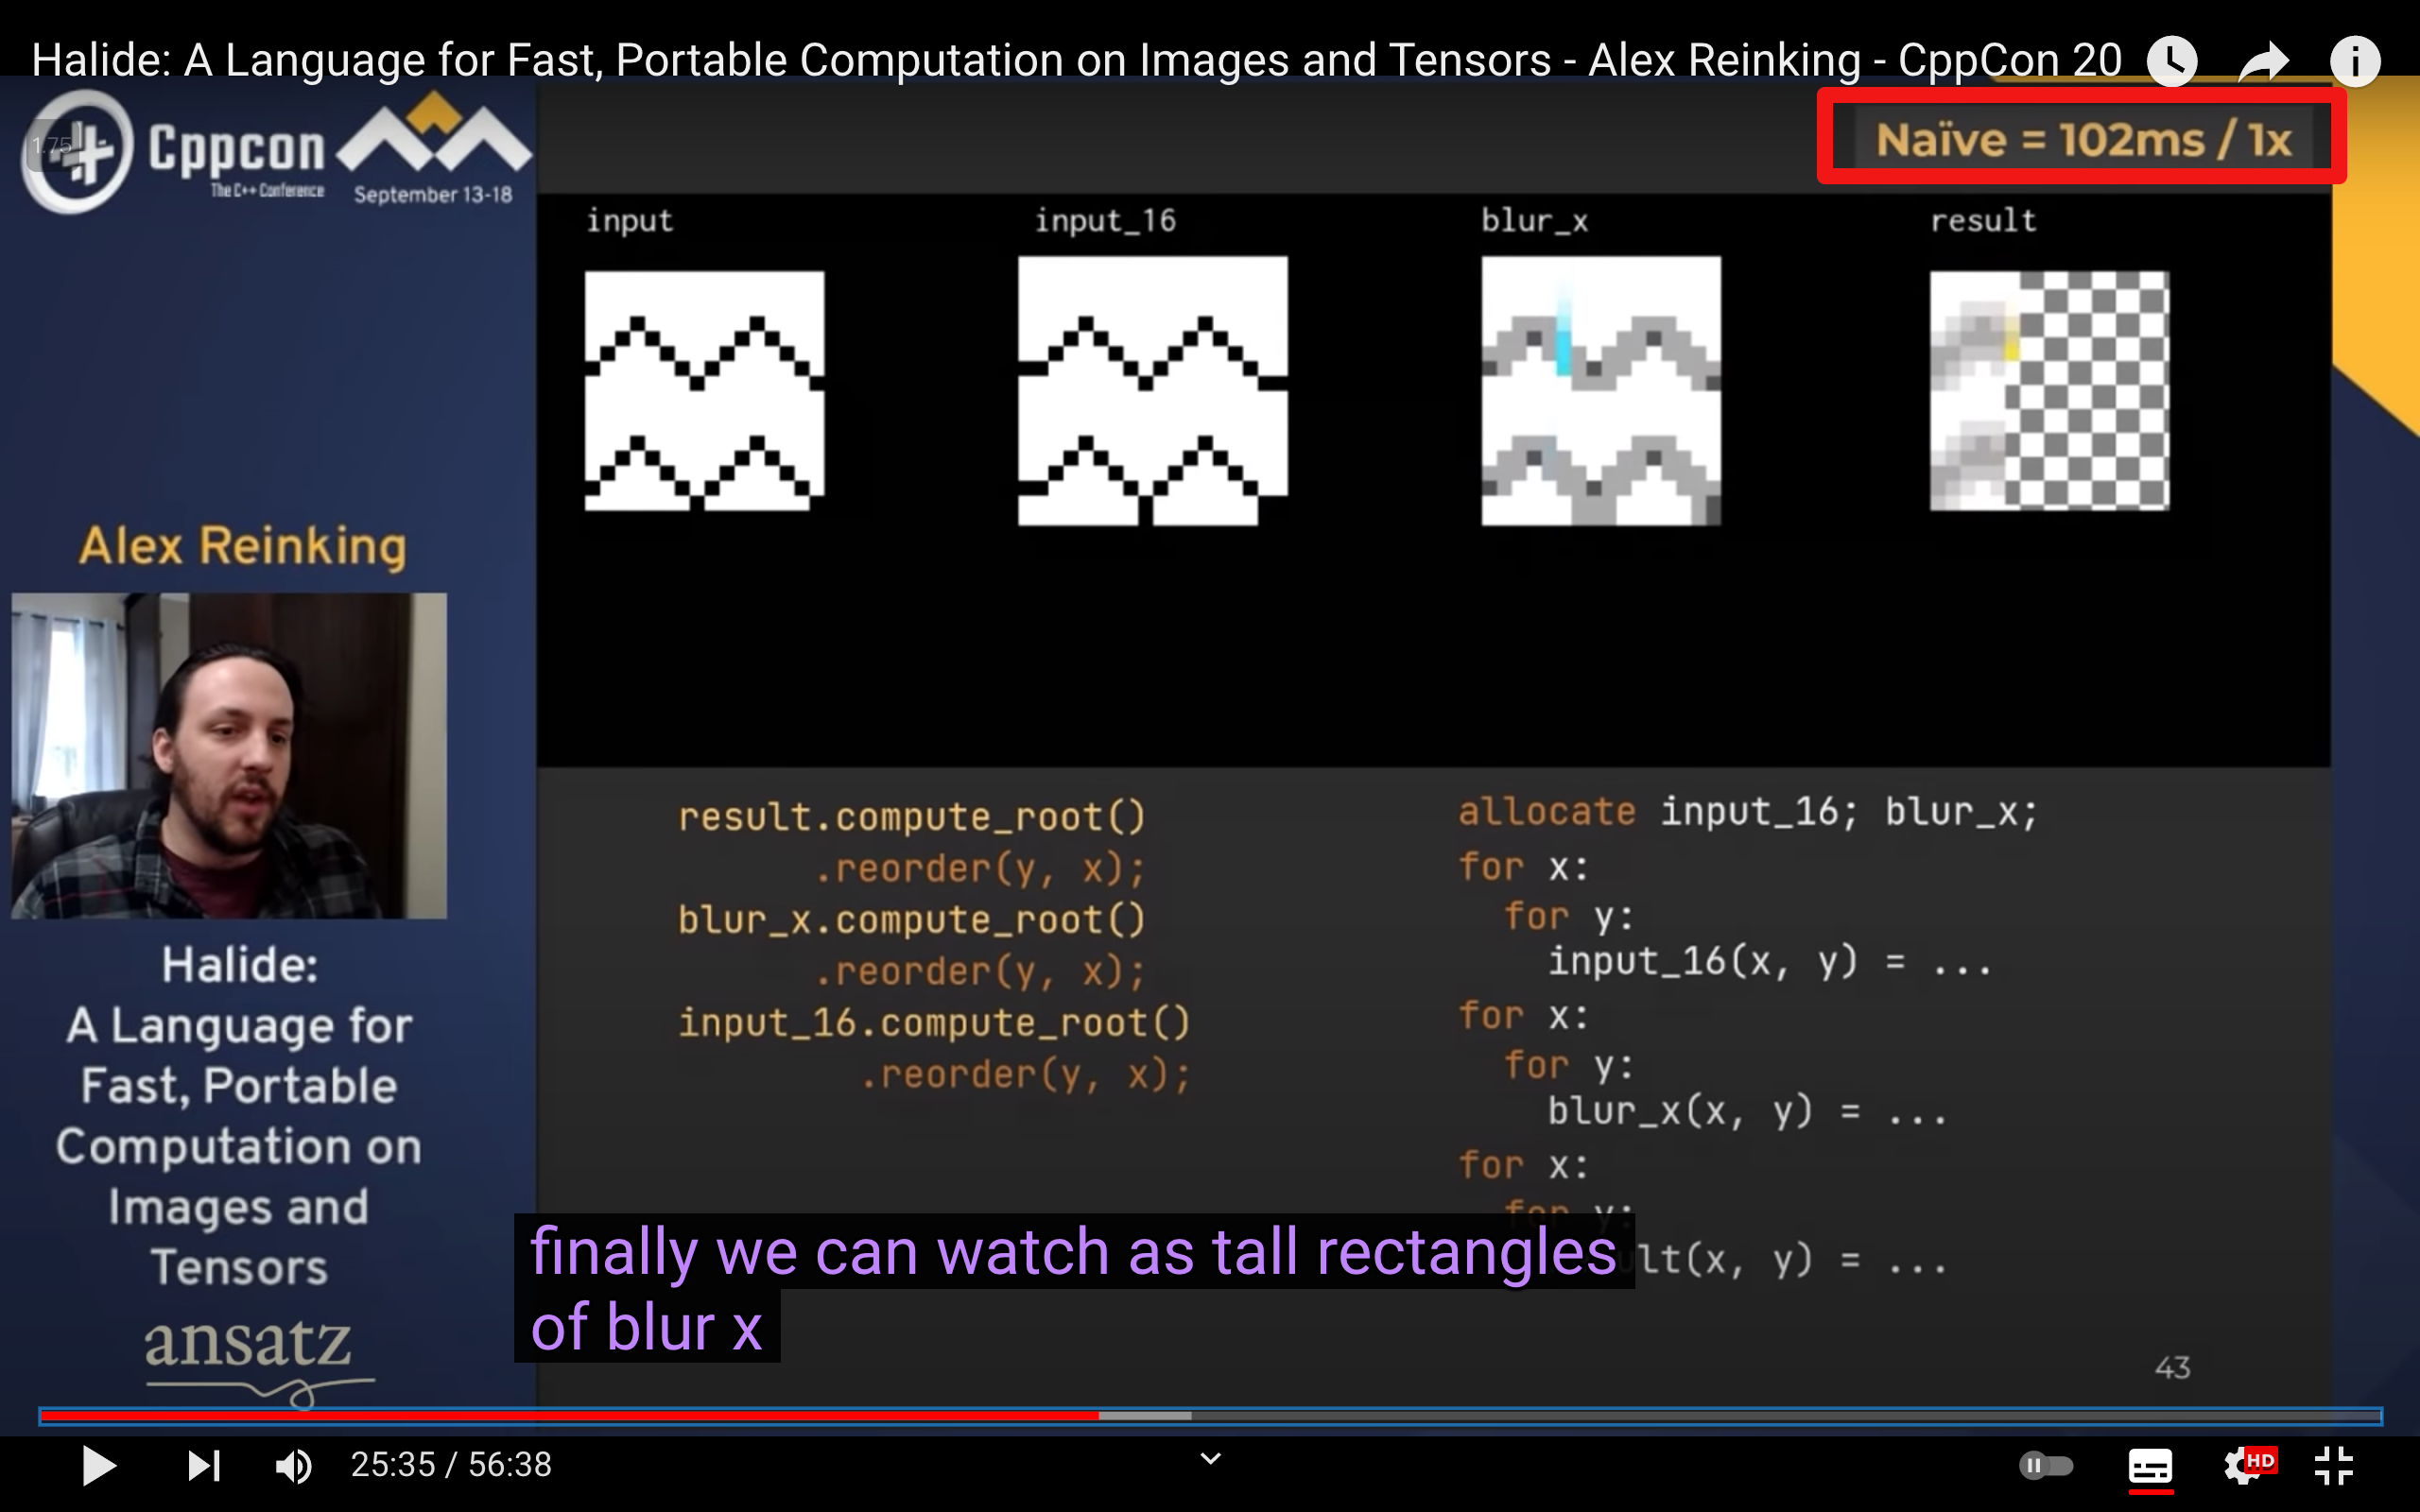 Halide: A Language for Fast, Portable Computation on Images and Tensors - Alex Reinking - CppCon 20
1.75
Cppcon
The C++ Conference
September 13-18
Naïve = 102ms / 1x
input
input_16
blur_x
result
Alex Reinking
Halide:
A Language for
Fast, Portable
Computation on
Images and
Tensors
ansatz
result.compute_root()
.reorder(y, x);
blur_x.compute_root()
.reorder(y, x);
input_16.compute_root()
.reorder(y, x);
allocate input_16; blur_x;
for x:
for y:
input_16(x, y) = ...
for x:
for y:
blur_x(x, y) = ...
for x:
for y:
lt(x, y) = ...
finally we can watch as tall rectangles
of blur x
43
25:35 / 56:38
HD